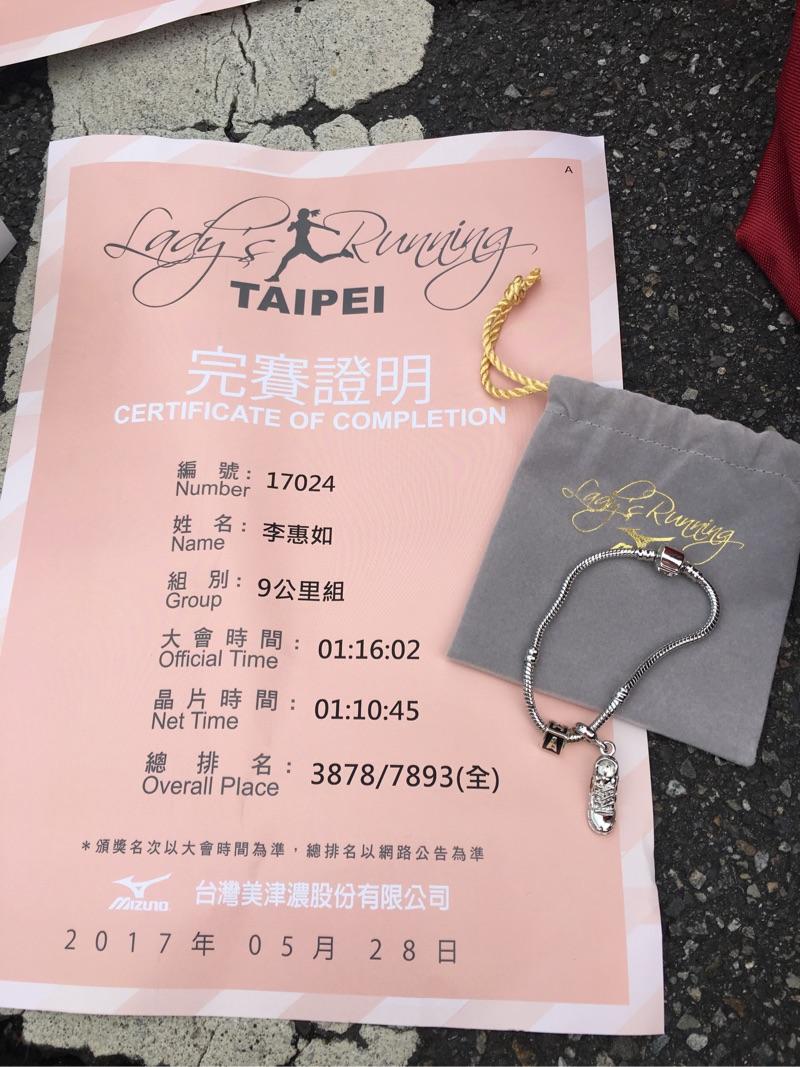 A
Lady's Running
TAIPEI
完賽證明
CERTIFICATE OF COMPLETION
編號: 17024
Number
姓名: 李惠如
Name
組別: 9公里組
Group
大會時間: 01:16:02
Official Time
晶片時間: 01:10:45
Net Time
總排名: 3878/7893(全)
Overall Place
*頒獎名次以大會時間為準,總排名以網路公告為準
MIZUNO 台灣美津濃股份有限公司
2017年 05月 28日
Lady's Running
A